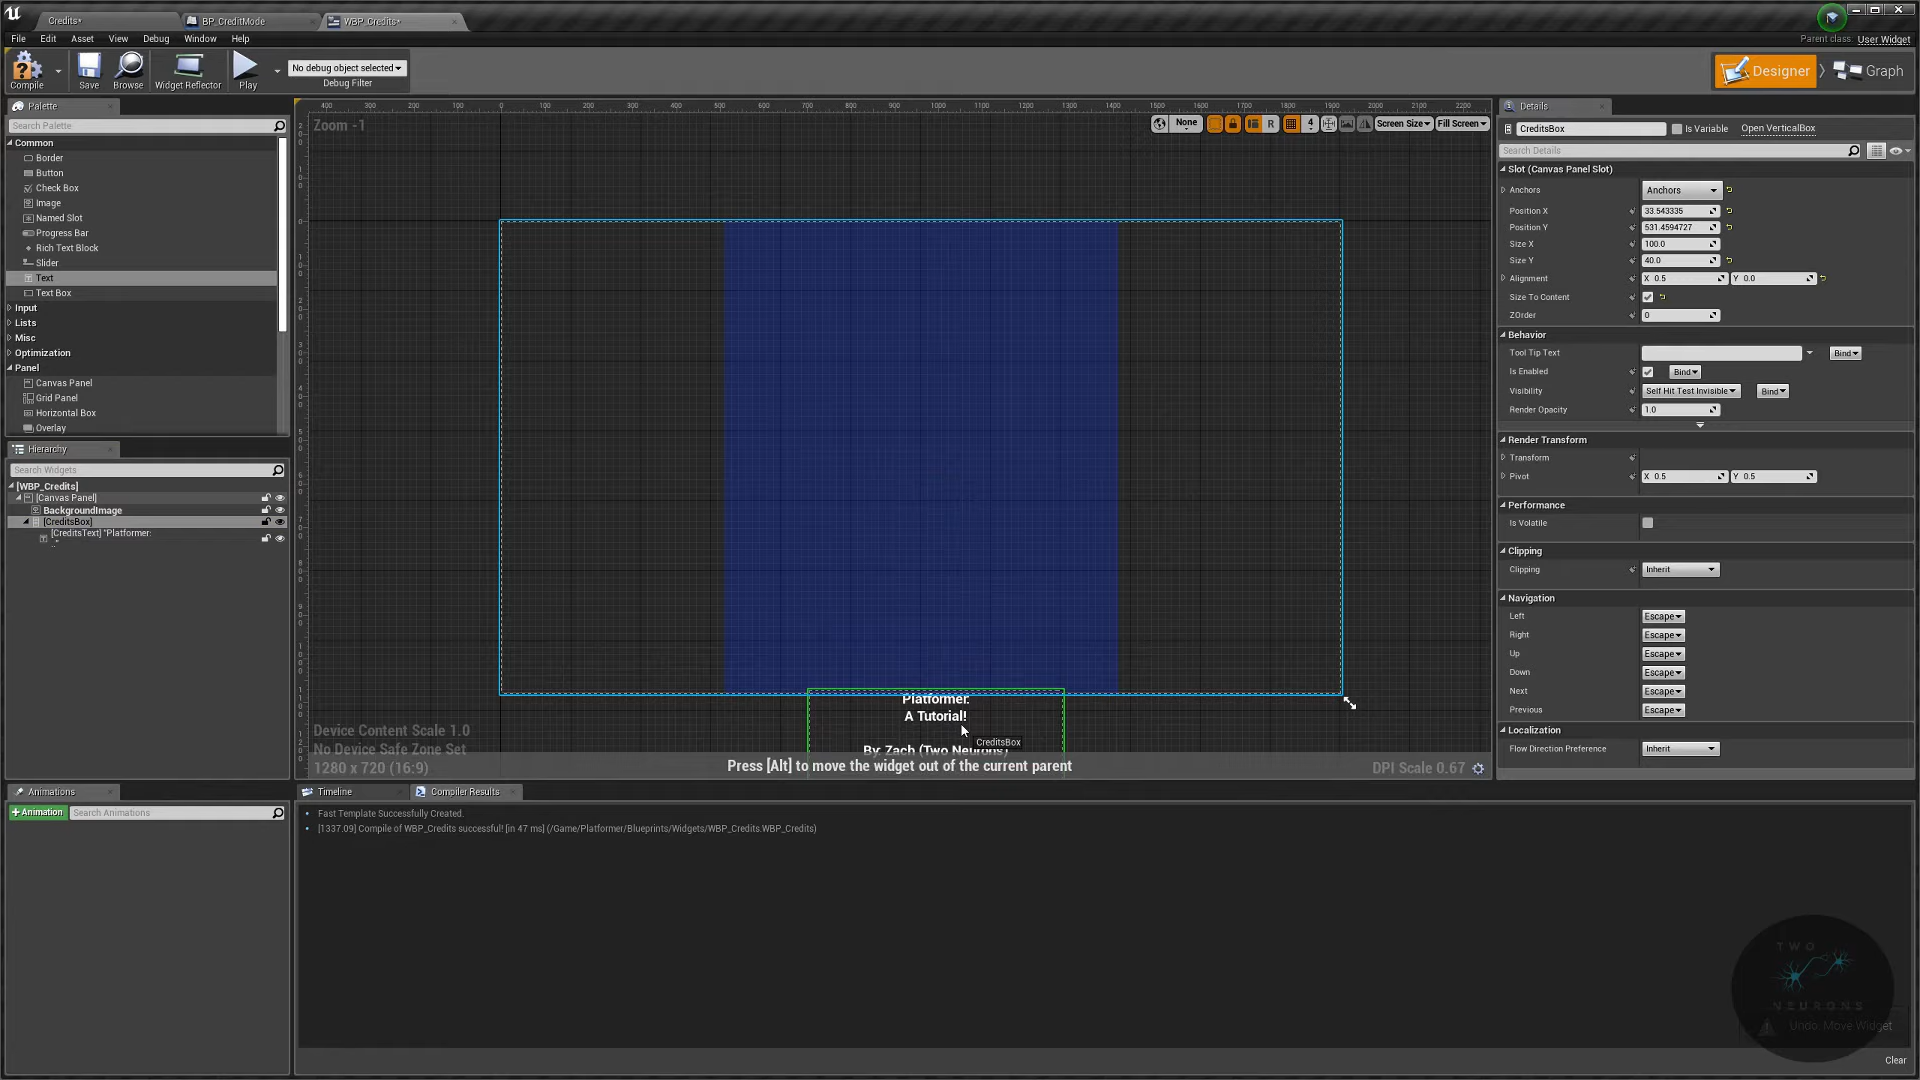 Credits*
BP_CreditMode
WBP_Credits*
File Edit Asset View Debug Window Help
Parent class: User Widget
Compile
Save
Browse
Widget Reflector
Play
No debug object selected
Debug Filter
Designer
Graph
Palette
Search Palette
Common
Border
Button
Check Box
Image
Named Slot
Progress Bar
Rich Text Block
Slider
Text
Text Box
Input
Lists
Misc
Optimization
Panel
Canvas Panel
Grid Panel
Horizontal Box
Overlay
Hierarchy
Search Widgets
[WBP_Credits]
[Canvas Panel]
BackgroundImage
[CreditsBox]
[CreditsText] "Platformer:
Animations
+Animation
Search Animations
Zoom -1
None
R
4
Screen Size
Fill Screen
Platformer:
A Tutorial!
CreditsBox
By: Zach (Two Neurons)
Device Content Scale 1.0
No Device Safe Zone Set
1280 x 720 (16:9)
Press [Alt] to move the widget out of the current parent
DPI Scale 0.67
Timeline
Compiler Results
Fast Template Successfully Created.
[1337.09] Compile of WBP_Credits successful! [in 47 ms] (/Game/Platformer/Blueprints/Widgets/WBP_Credits.WBP_Credits)
Details
CreditsBox
Is Variable
Open VerticalBox
Search Details
Slot (Canvas Panel Slot)
Anchors Anchors
Position X 33.543335
Position Y 531.4594727
Size X 100.0
Size Y 40.0
Alignment X 0.5 Y 0.0
Size To Content
ZOrder 0
Behavior
Tool Tip Text Bind
Is Enabled Bind
Visibility Self Hit Test Invisible Bind
Render Opacity 1.0
Render Transform
Transform
Pivot X 0.5 Y 0.5
Performance
Is Volatile
Clipping
Clipping Inherit
Navigation
Left Escape
Right Escape
Up Escape
Down Escape
Next Escape
Previous Escape
Localization
Flow Direction Preference Inherit
TWO
NEURONS
Undo: Move Widget
Clear